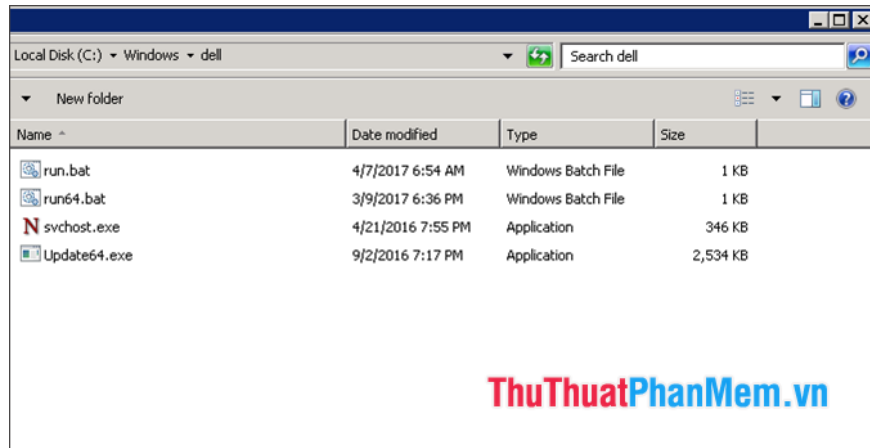 Local Disk (C:) Windows dell Search dell
New folder
Name Date modified Type Size
run.bat 4/7/2017 6:54 AM Windows Batch File 1 KB
run64.bat 3/9/2017 6:36 PM Windows Batch File 1 KB
svchost.exe 4/21/2016 7:55 PM Application 346 KB
Update64.exe 9/2/2016 7:17 PM Application 2,534 KB
ThuThuatPhanMem.vn